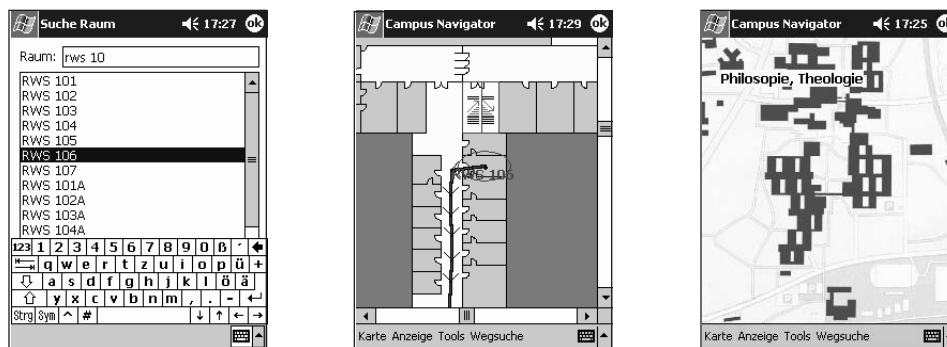 Suche Raum 17:27 ok
Raum: rws 10
RWS 101
RWS 102
RWS 103
RWS 104
RWS 105
RWS 106
RWS 107
RWS 101A
RWS 102A
RWS 103A
RWS 104A
123 1 2 3 4 5 6 7 8 9 0 ß ´
q w e r t z u i o p ü +
a s d f g h j k l ö ä
y x c v b n m , . -
Strg Sym ^ #
Campus Navigator 17:29 ok
RWS 106
Karte Anzeige Tools Wegsuche
Campus Navigator 17:25 ok
Philosopie, Theologie
Karte Anzeige Tools Wegsuche